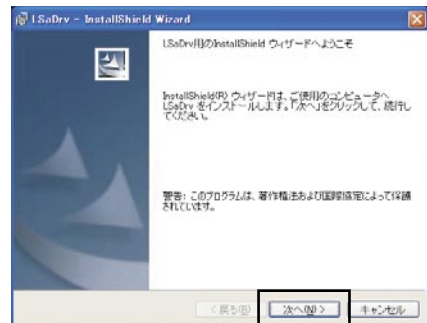 LSaDrv - InstallShield Wizard
LSaDrv用のInstallShield ウィザードへようこそ
InstallShield(R) ウィザードは、ご使用のコンピュータへ
LSaDrv をインストールします。「次へ」をクリックして、続行し
てください。
警告: このプログラムは、著作権法および国際協定によって保護
されています。
< 戻る(B)
次へ(N) >
キャンセル